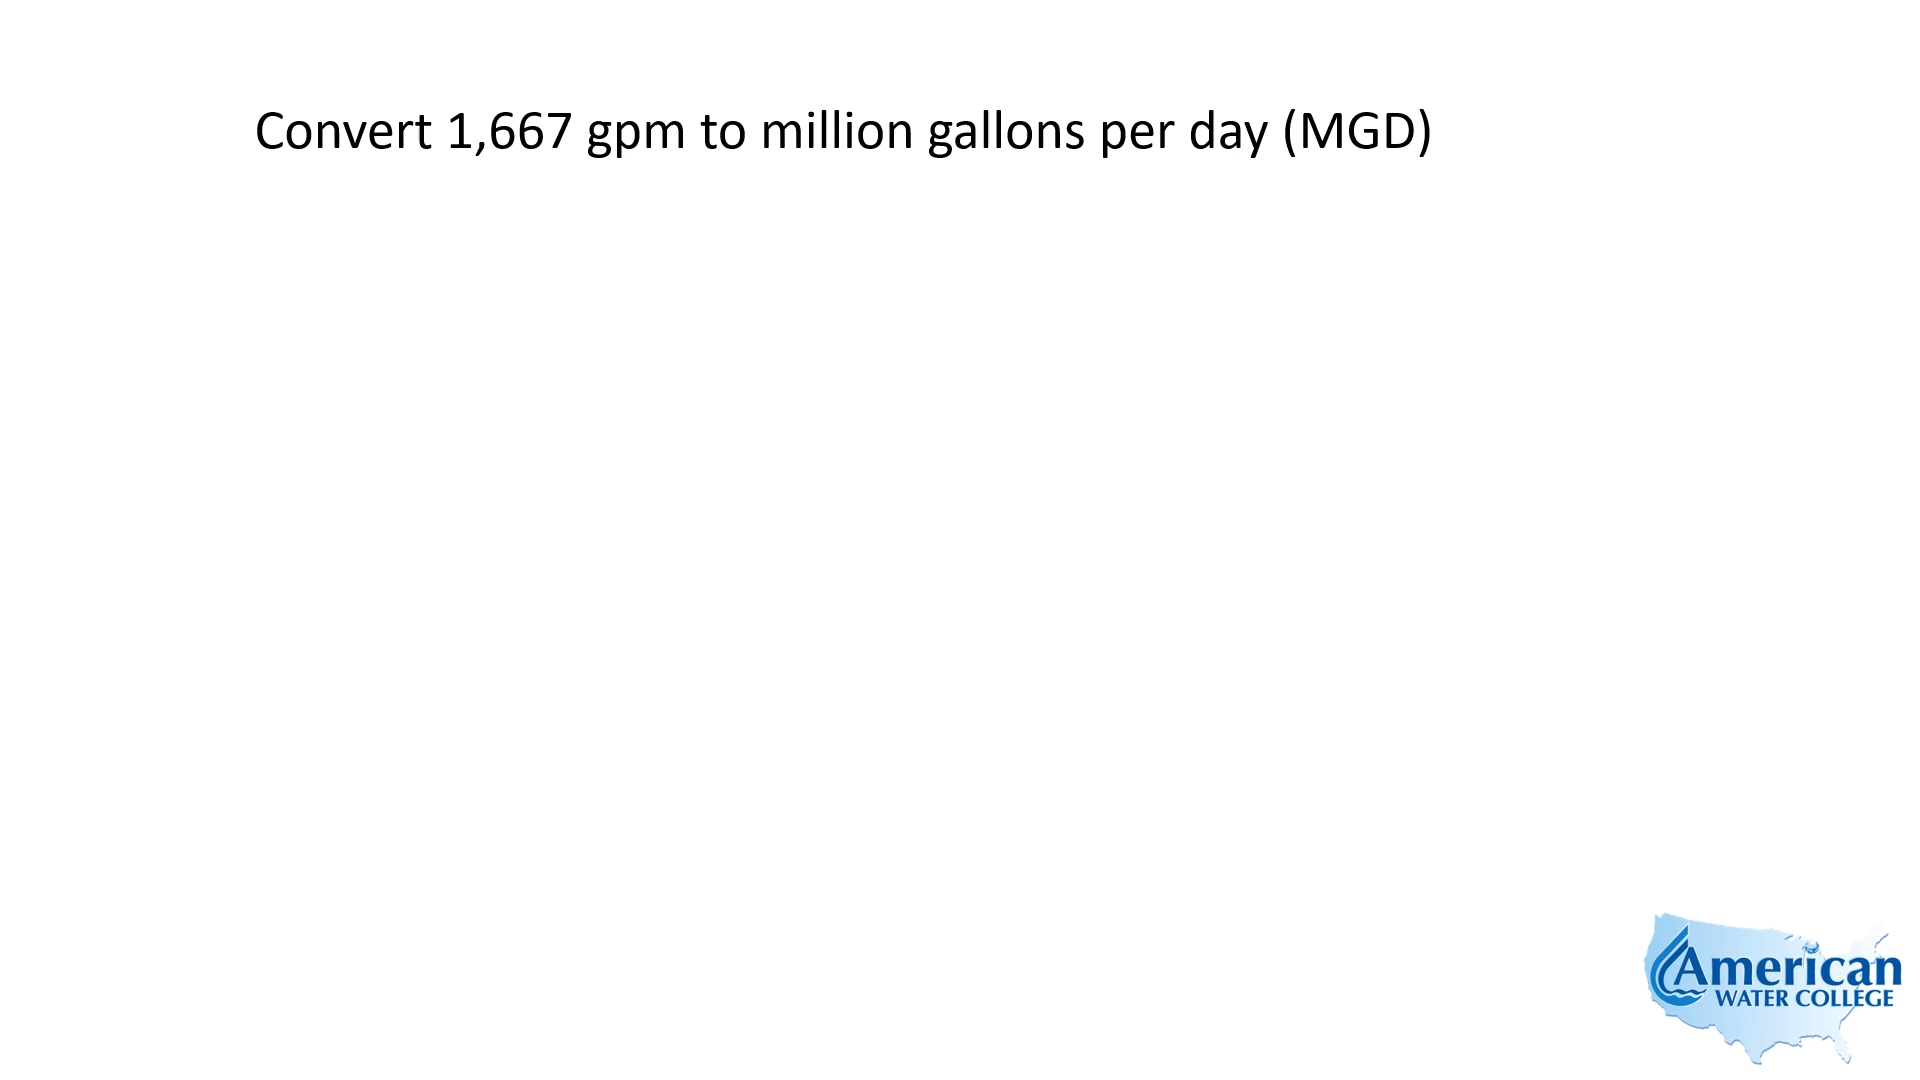 Convert 1,667 gpm to million gallons per day (MGD)
American
WATER COLLEGE